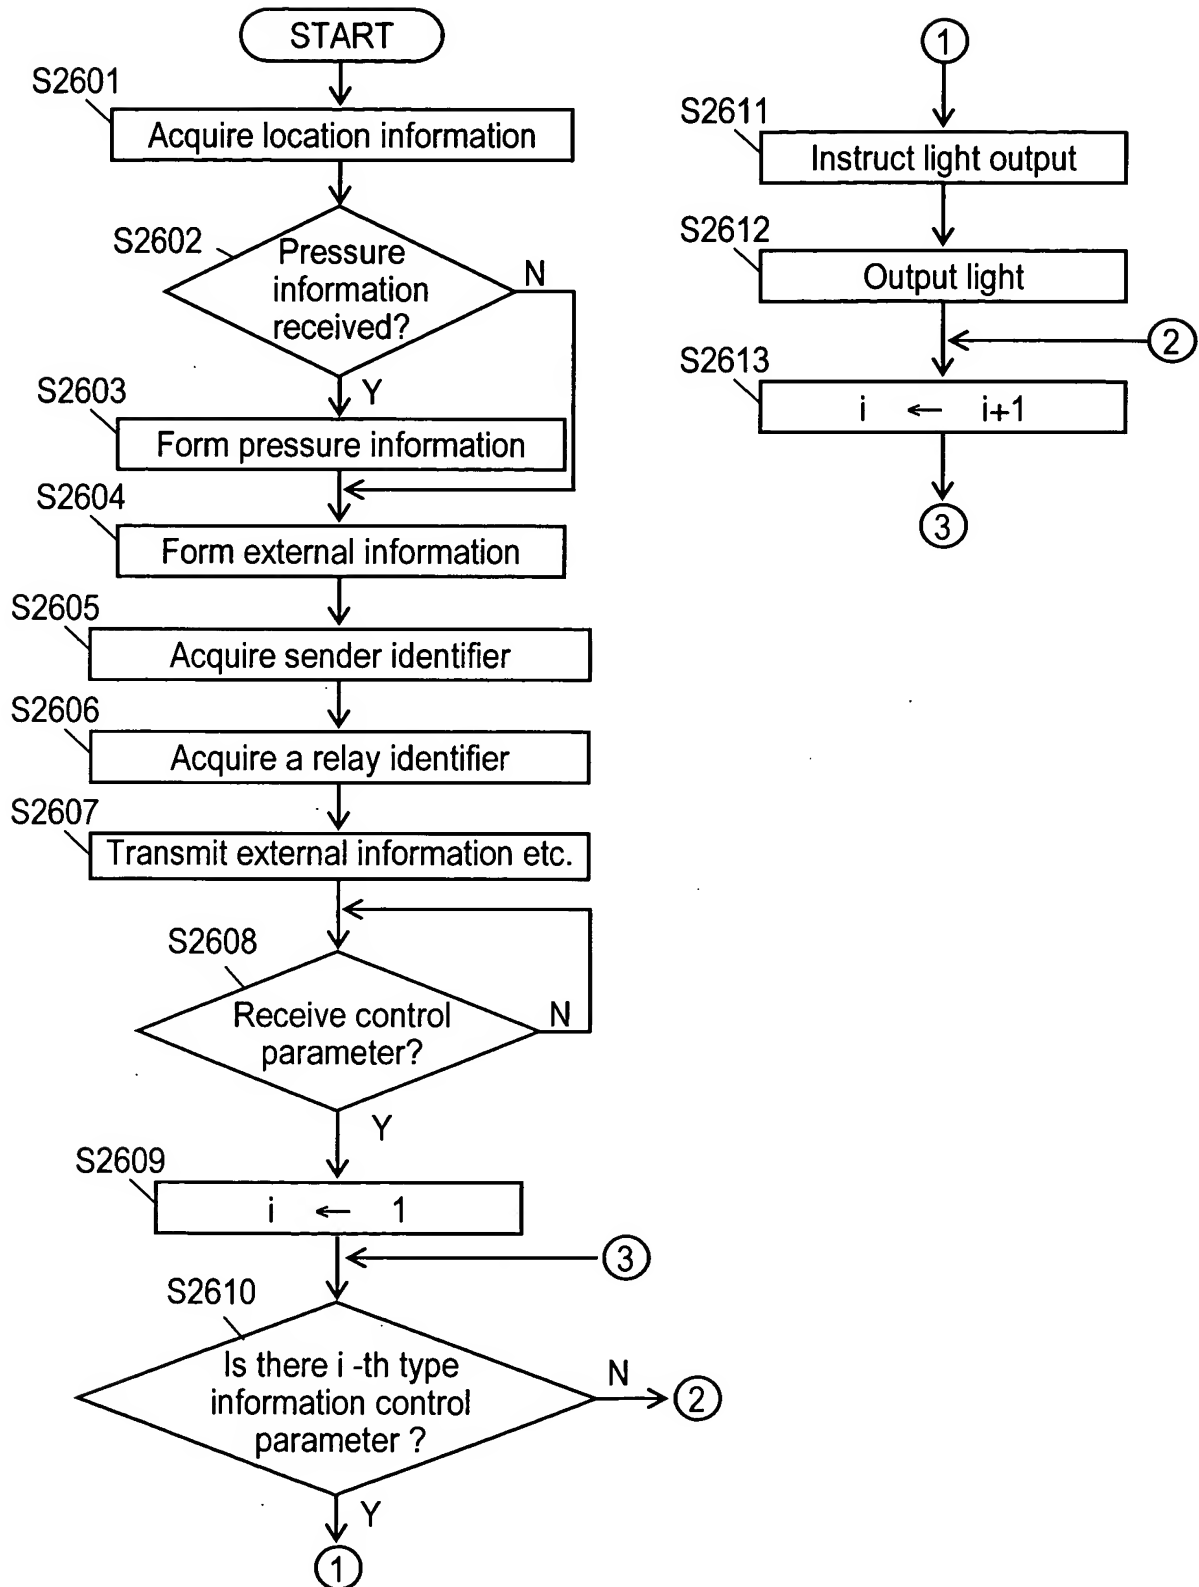 START
S2601
Acquire location information
S2602
Pressure
information
received?
N
Y
S2603
Form pressure information
S2604
Form external information
S2605
Acquire sender identifier
S2606
Acquire a relay identifier
S2607
Transmit external information etc.
S2608
Receive control
parameter?
N
Y
S2609
i ← 1
3
S2610
Is there i -th type
information control
parameter ?
N
2
Y
1
1
S2611
Instruct light output
S2612
Output light
2
S2613
i ← i+1
3